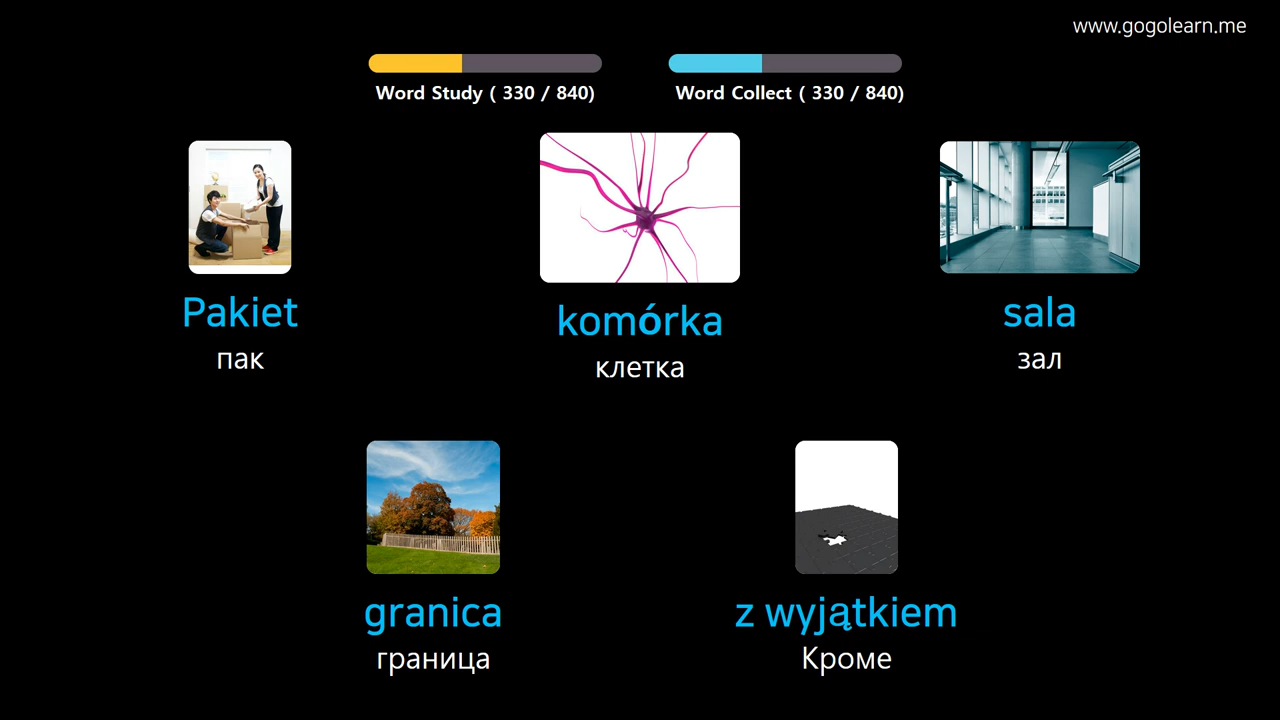 www.gogolearn.me
Word Study ( 330 / 840)
Word Collect ( 330 / 840)
Pakiet
пак
komórka
клетка
sala
зал
granica
граница
z wyjątkiem
Кроме